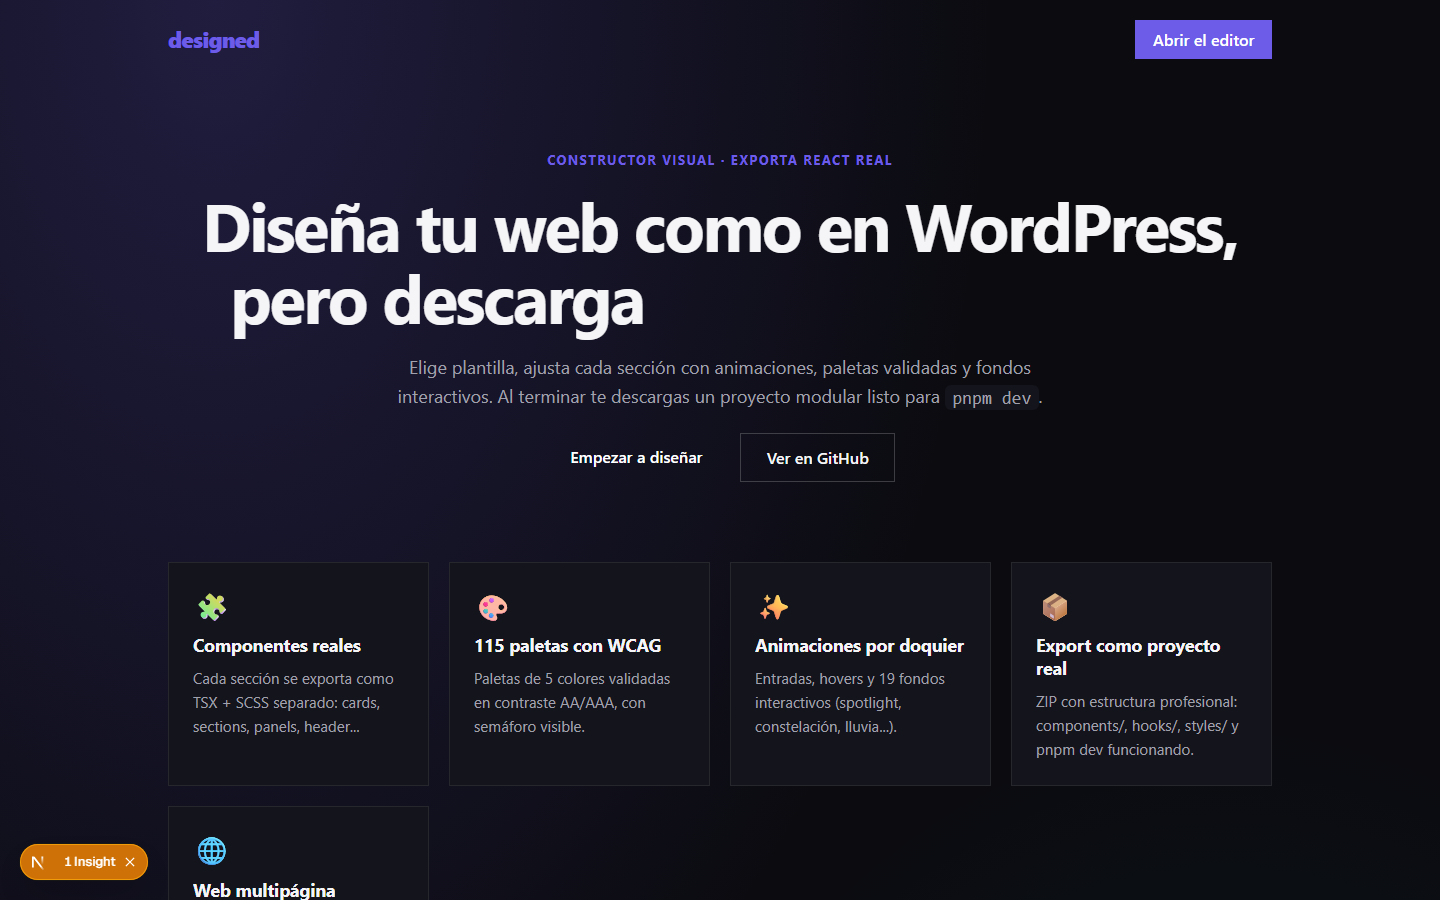 designed
Abrir el editor
CONSTRUCTOR VISUAL · EXPORTA REACT REAL
Diseña tu web como en WordPress,
pero descarga
Elige plantilla, ajusta cada sección con animaciones, paletas validadas y fondos
interactivos. Al terminar te descargas un proyecto modular listo para pnpm dev.
Empezar a diseñar
Ver en GitHub
Componentes reales
Cada sección se exporta como
TSX + SCSS separado: cards,
sections, panels, header...
115 paletas con WCAG
Paletas de 5 colores validadas
en contraste AA/AAA, con
semáforo visible.
Animaciones por doquier
Entradas, hovers y 19 fondos
interactivos (spotlight,
constelación, lluvia...).
Export como proyecto
real
ZIP con estructura profesional:
components/, hooks/, styles/ y
pnpm dev funcionando.
Web multipágina
N
1 Insight